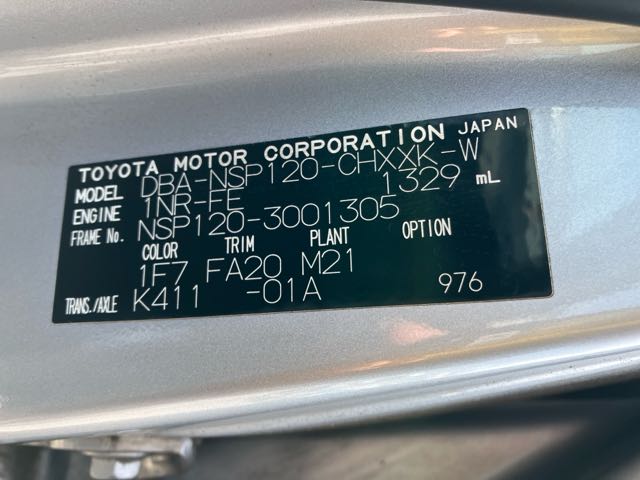 TOYOTA MOTOR CORPORATION JAPAN
MODEL DBA-NSP120-CHXXK-W
ENGINE 1NR-FE 1329 mL
FRAME No. NSP120-3001305
COLOR TRIM PLANT OPTION
1F7 FA20 M21
TRANS./AXLE K411 -01A 976